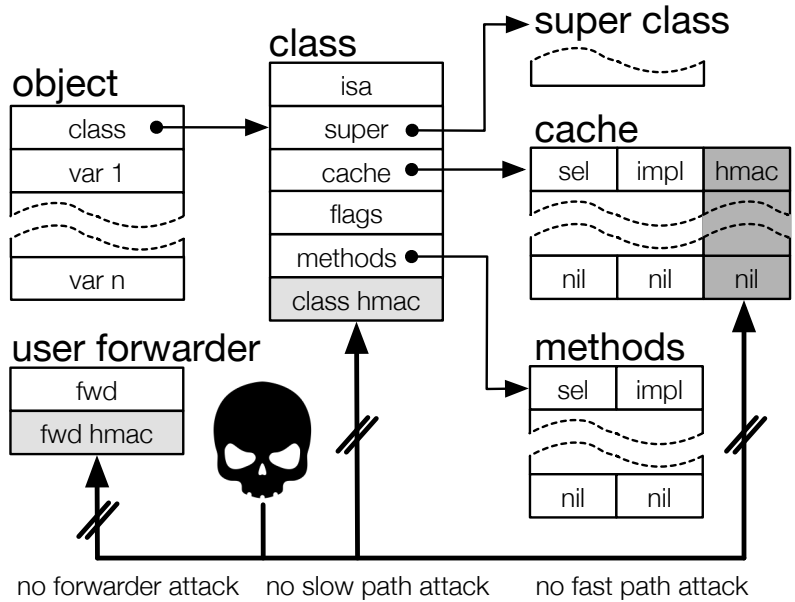 object
class
var 1
var n
class
isa
super
cache
flags
methods
class hmac
super class
cache
sel impl hmac
nil nil nil
user forwarder
fwd
fwd hmac
methods
sel impl
nil nil
no forwarder attack no slow path attack no fast path attack